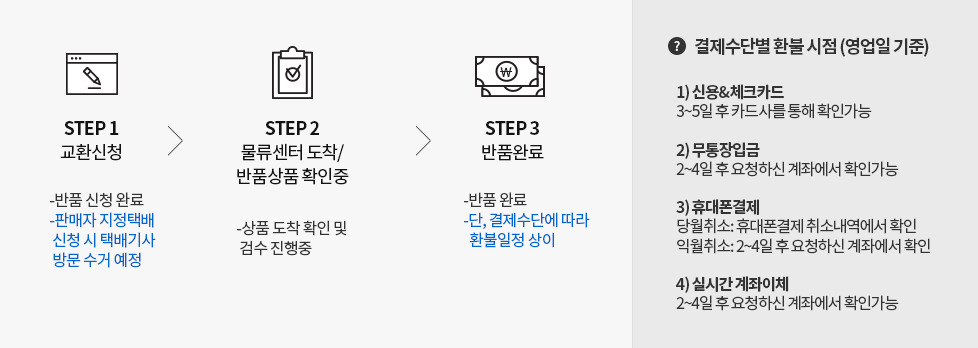 STEP 1
교환신청
-반품 신청 완료
-판매자 지정택배
신청 시 택배기사
방문 수거 예정
STEP 2
물류센터 도착/
반품상품 확인중
-상품 도착 확인 및
검수 진행중
₩
STEP 3
반품완료
-반품 완료
-단, 결제수단에 따라
환불일정 상이
? 결제수단별 환불 시점 (영업일 기준)
1) 신용&체크카드
3~5일 후 카드사를 통해 확인가능
2) 무통장입금
2~4일 후 요청하신 계좌에서 확인가능
3) 휴대폰결제
당월취소: 휴대폰결제 취소내역에서 확인
익월취소: 2~4일 후 요청하신 계좌에서 확인
4) 실시간 계좌이체
2~4일 후 요청하신 계좌에서 확인가능